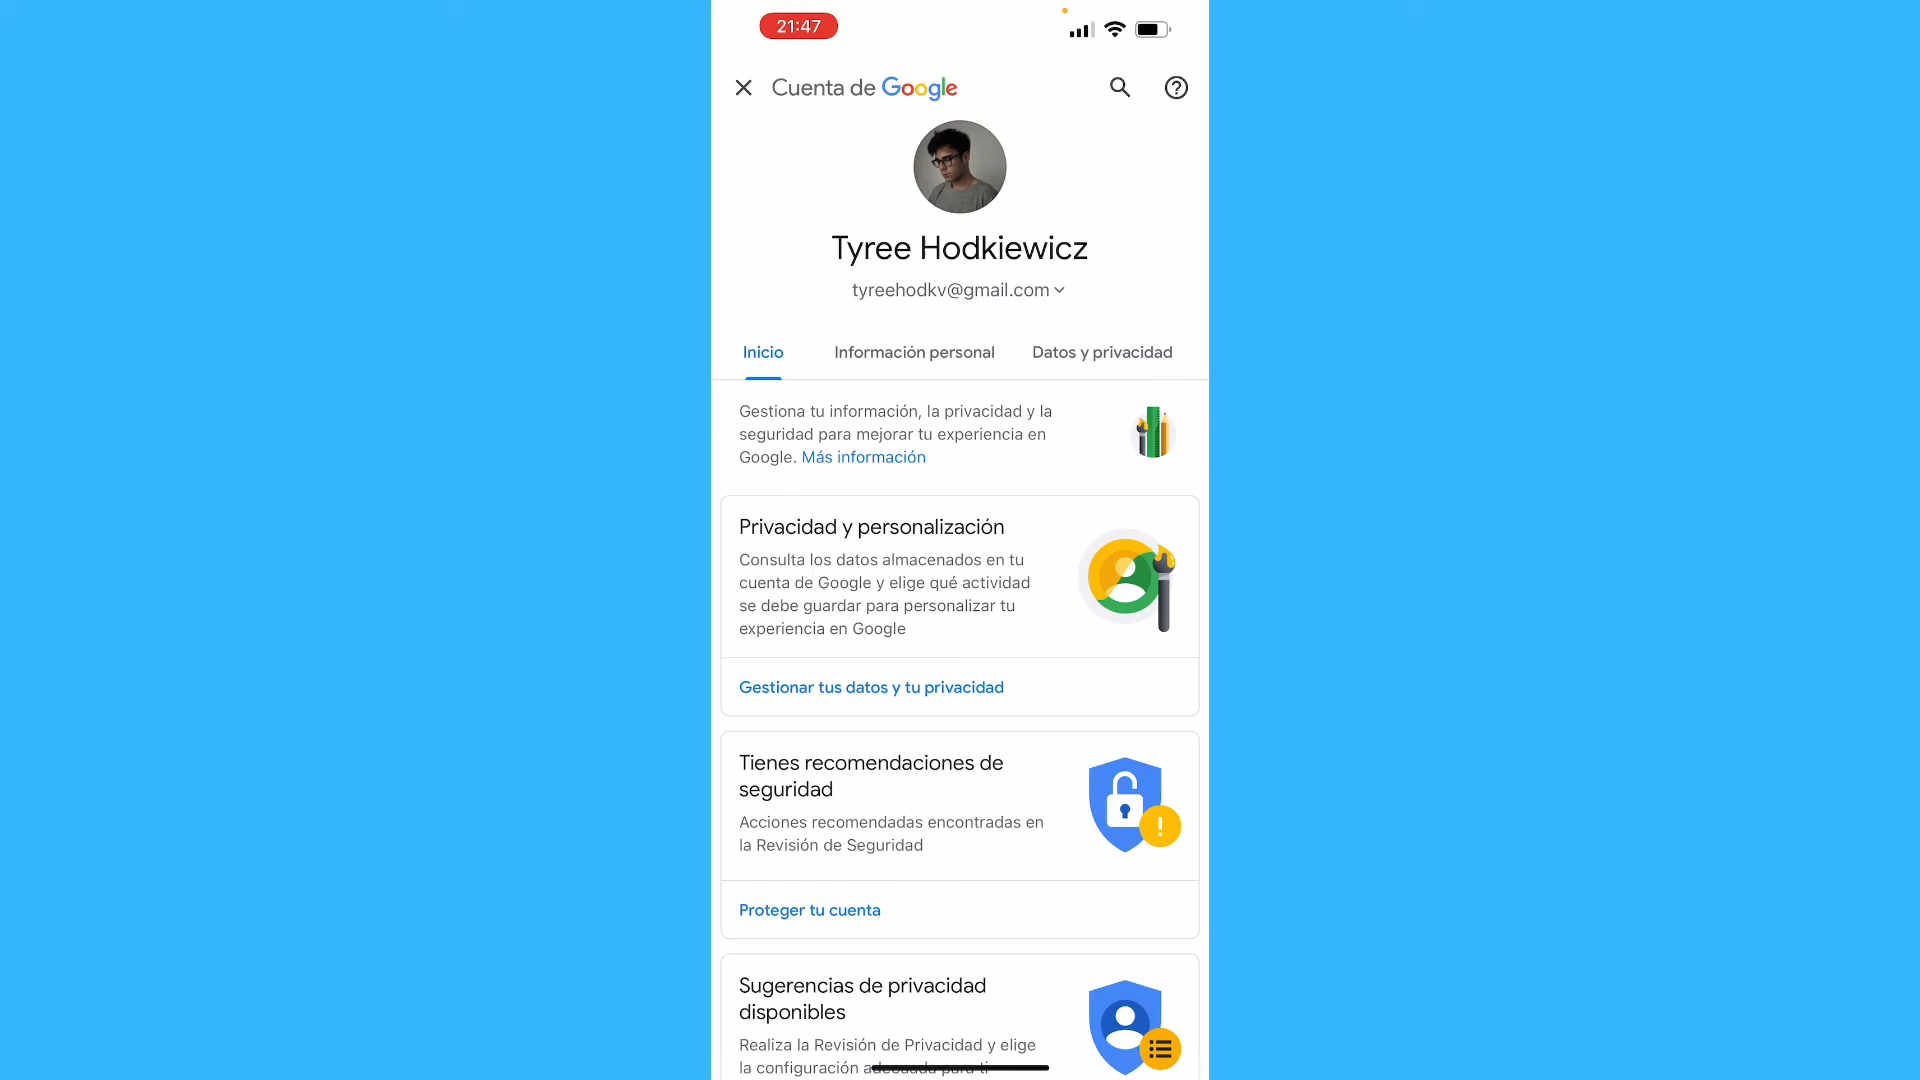 21:47
Cuenta de Google
Tyree Hodkiewicz
tyreehodkv@gmail.com
Inicio Información personal Datos y privacidad
Gestiona tu información, la privacidad y la
seguridad para mejorar tu experiencia en
Google. Más información
Privacidad y personalización
Consulta los datos almacenados en tu
cuenta de Google y elige qué actividad
se debe guardar para personalizar tu
experiencia en Google
Gestionar tus datos y tu privacidad
Tienes recomendaciones de
seguridad
Acciones recomendadas encontradas en
la Revisión de Seguridad
Proteger tu cuenta
Sugerencias de privacidad
disponibles
Realiza la Revisión de Privacidad y elige
la configuración adecuada para ti